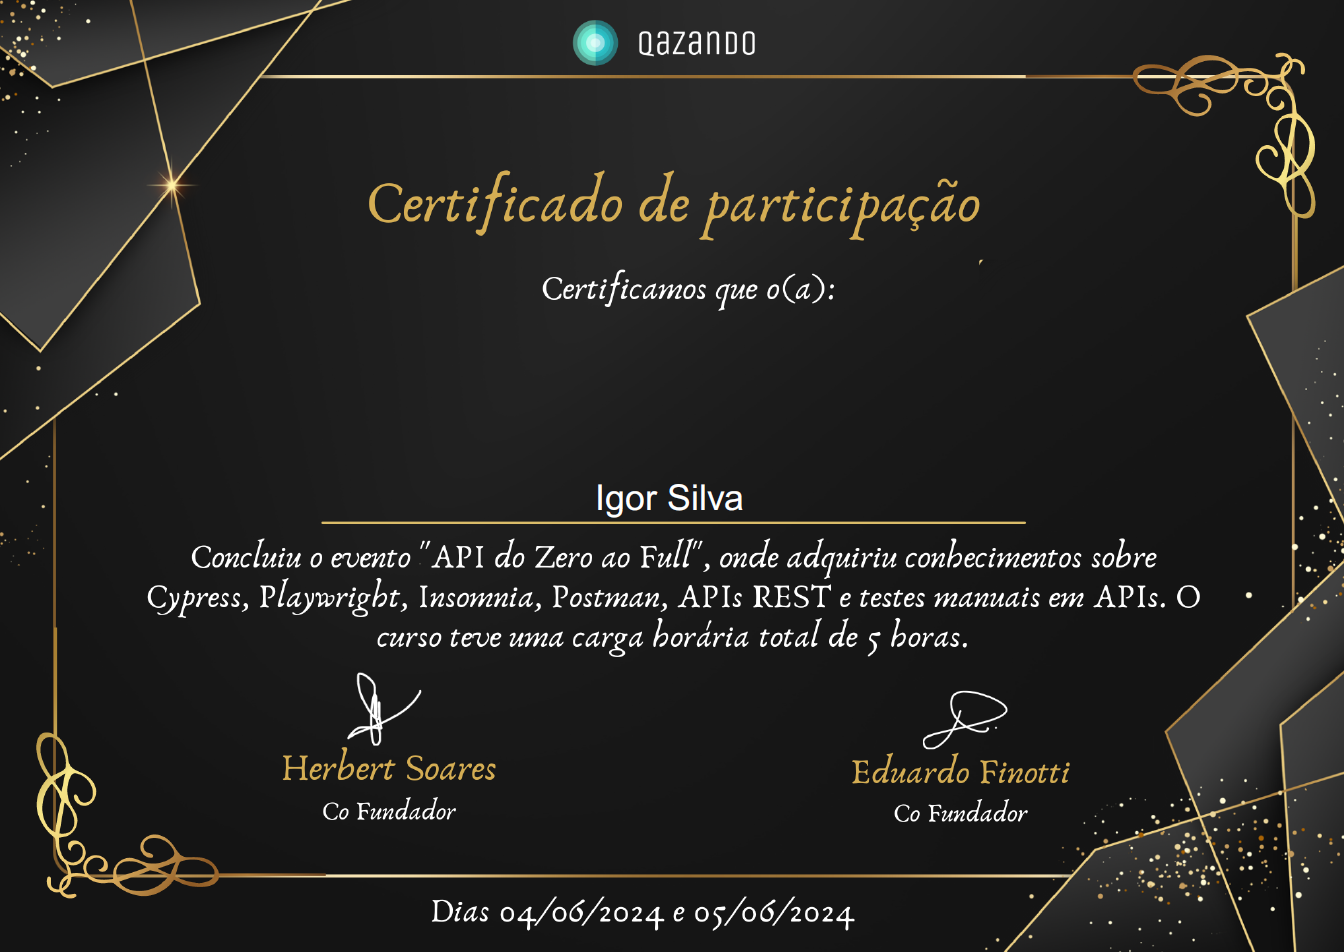 QAZANDO
Certificado de participação
Certificamos que o(a):
Igor Silva
Concluiu o evento "API do Zero ao Full", onde adquiriu conhecimentos sobre
Cypress, Playwright, Insomnia, Postman, APIs REST e testes manuais em APIs. O
curso teve uma carga horária total de 5 horas.
Herbert Soares
Co Fundador
Eduardo Finotti
Co Fundador
Dias 04/06/2024 e 05/06/2024